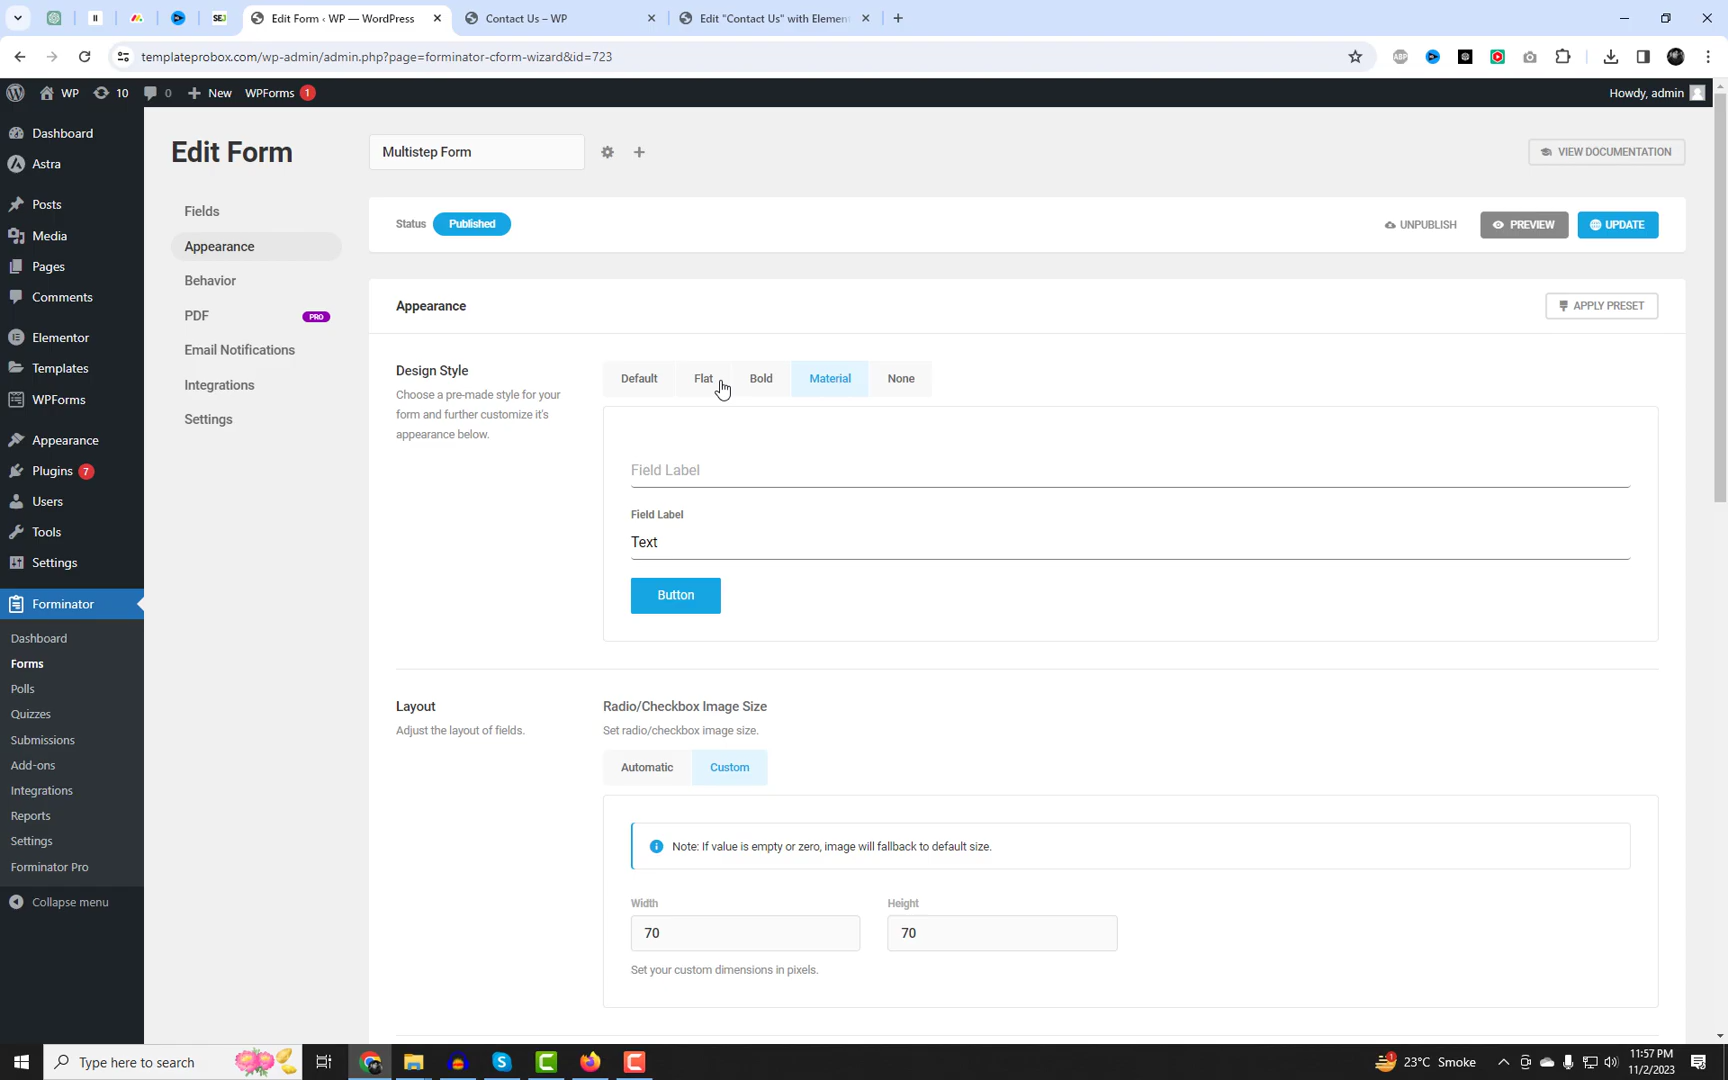 SEJ
Edit Form ‹ WP — WordPress
Contact Us – WP
Edit "Contact Us" with Element
templateprobox.com/wp-admin/admin.php?page=forminator-cform-wizard&id=723
ABP
WP
10
0
New
WPForms 1
Howdy, admin
Dashboard
Astra
Posts
Media
Pages
Comments
Elementor
Templates
WPForms
Appearance
Plugins 7
Users
Tools
Settings
Forminator
Dashboard
Forms
Polls
Quizzes
Submissions
Add-ons
Integrations
Reports
Settings
Forminator Pro
Collapse menu
Edit Form
Multistep Form
VIEW DOCUMENTATION
Fields
Appearance
Behavior
PDF PRO
Email Notifications
Integrations
Settings
Status Published
UNPUBLISH
PREVIEW
UPDATE
Appearance
APPLY PRESET
Design Style
Choose a pre-made style for your
form and further customize it's
appearance below.
Default Flat Bold Material None
Field Label
Field Label
Text
Button
Layout
Adjust the layout of fields.
Radio/Checkbox Image Size
Set radio/checkbox image size.
Automatic Custom
Note: If value is empty or zero, image will fallback to default size.
Width
70
Height
70
Set your custom dimensions in pixels.
Type here to search
23°C Smoke
11:57 PM
11/2/2023